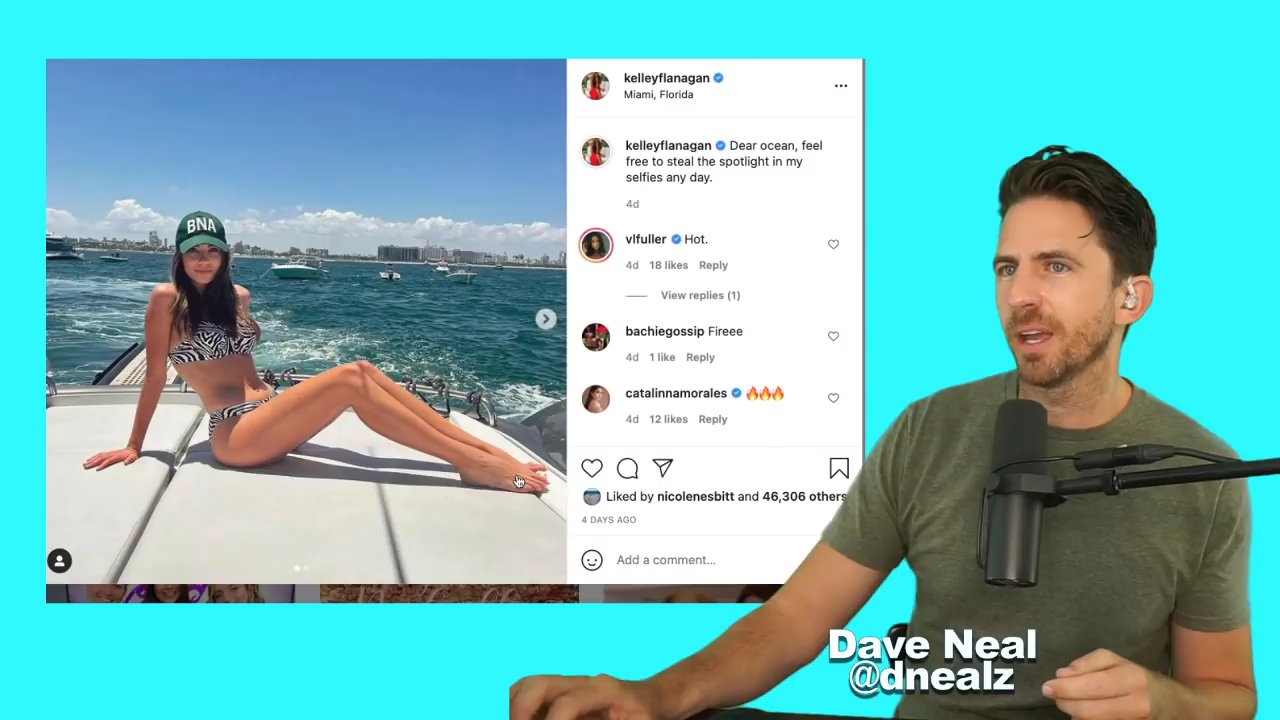 kelleyflanagan
Miami, Florida
kelleyflanagan Dear ocean, feel
free to steal the spotlight in my
selfies any day.
4d
BNA
vlfuller Hot.
4d 18 likes Reply
View replies (1)
bachiegossip Fireee
4d 1 like Reply
catalinnamorales 🔥🔥🔥
4d 12 likes Reply
Liked by nicolenesbitt and 46,306 others
4 DAYS AGO
Add a comment...
Dave Neal
@dnealz